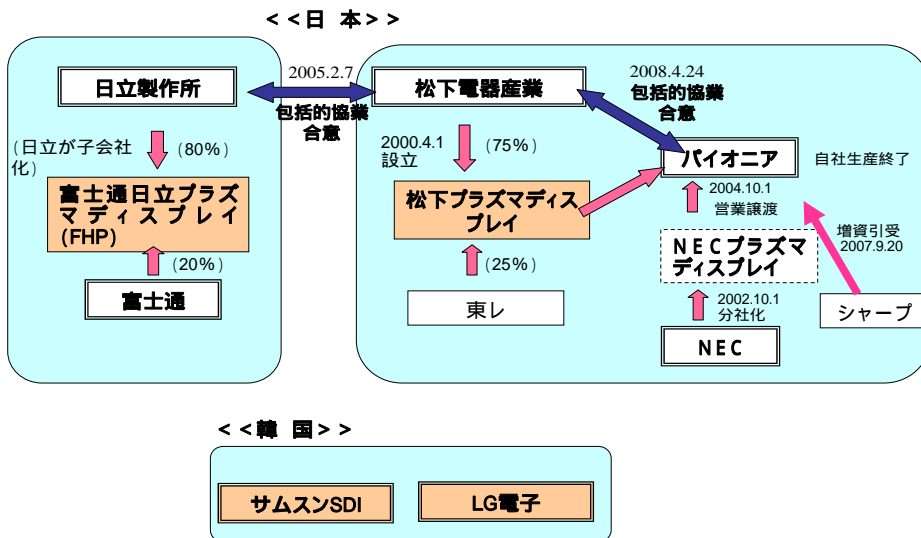 <<日 本>>
日立製作所
2005.2.7
包括的協業
合意
松下電器産業
2008.4.24
包括的協業
合意
(日立が子会社
化)
(80%)
富士通日立プラズ
マディスプレイ
(FHP)
(20%)
富士通
2000.4.1
設立
(75%)
松下プラズマディス
プレイ
(25%)
東レ
パイオニア
自社生産終了
2004.10.1
営業譲渡
NECプラズマ
ディスプレイ
2002.10.1
分社化
NEC
増資引受
2007.9.20
シャープ
<<韓 国>>
サムスンSDI
LG電子